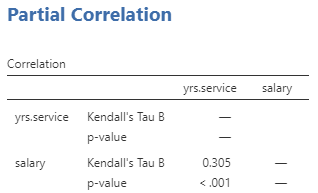 Partial Correlation
Correlation
yrs.service salary
yrs.service Kendall's Tau B —
p-value —
salary Kendall's Tau B 0.305 —
p-value < .001 —